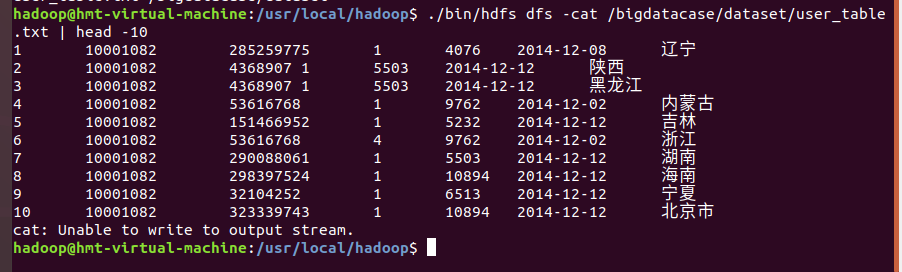 hadoop@hmt-virtual-machine:/usr/local/hadoop$ ./bin/hdfs dfs -cat /bigdatacase/dataset/user_table
.txt | head -10
1 10001082 285259775 1 4076 2014-12-08 辽宁
2 10001082 4368907 1 5503 2014-12-12 陕西
3 10001082 4368907 1 5503 2014-12-12 黑龙江
4 10001082 53616768 1 9762 2014-12-02 内蒙古
5 10001082 151466952 1 5232 2014-12-12 吉林
6 10001082 53616768 4 9762 2014-12-02 浙江
7 10001082 290088061 1 5503 2014-12-12 湖南
8 10001082 298397524 1 10894 2014-12-12 海南
9 10001082 32104252 1 6513 2014-12-12 宁夏
10 10001082 323339743 1 10894 2014-12-12 北京市
cat: Unable to write to output stream.
hadoop@hmt-virtual-machine:/usr/local/hadoop$